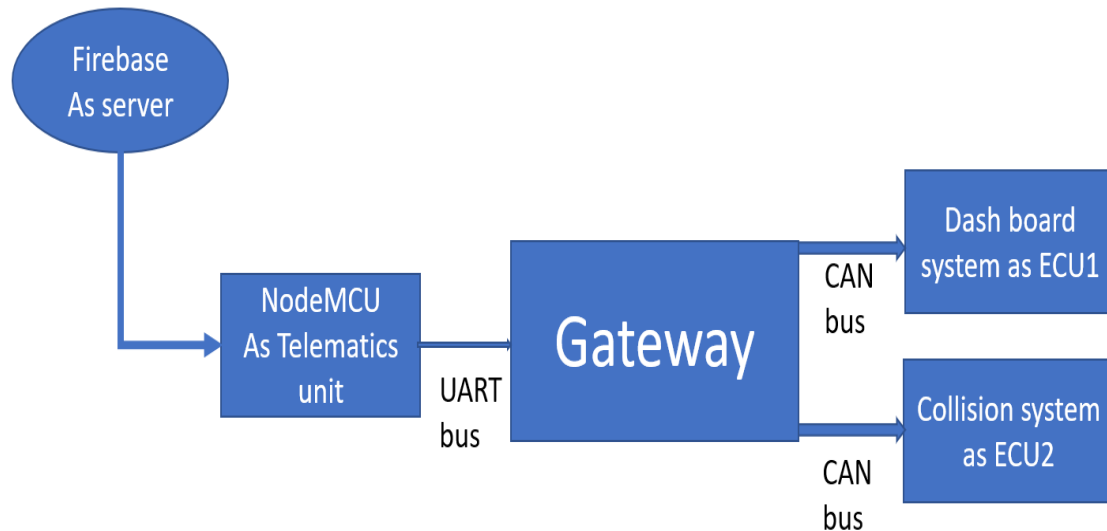 Firebase
As server
NodeMCU
As Telematics
unit
UART
bus
Gateway
CAN
bus
Dash board
system as ECU1
Collision system
as ECU2
CAN
bus